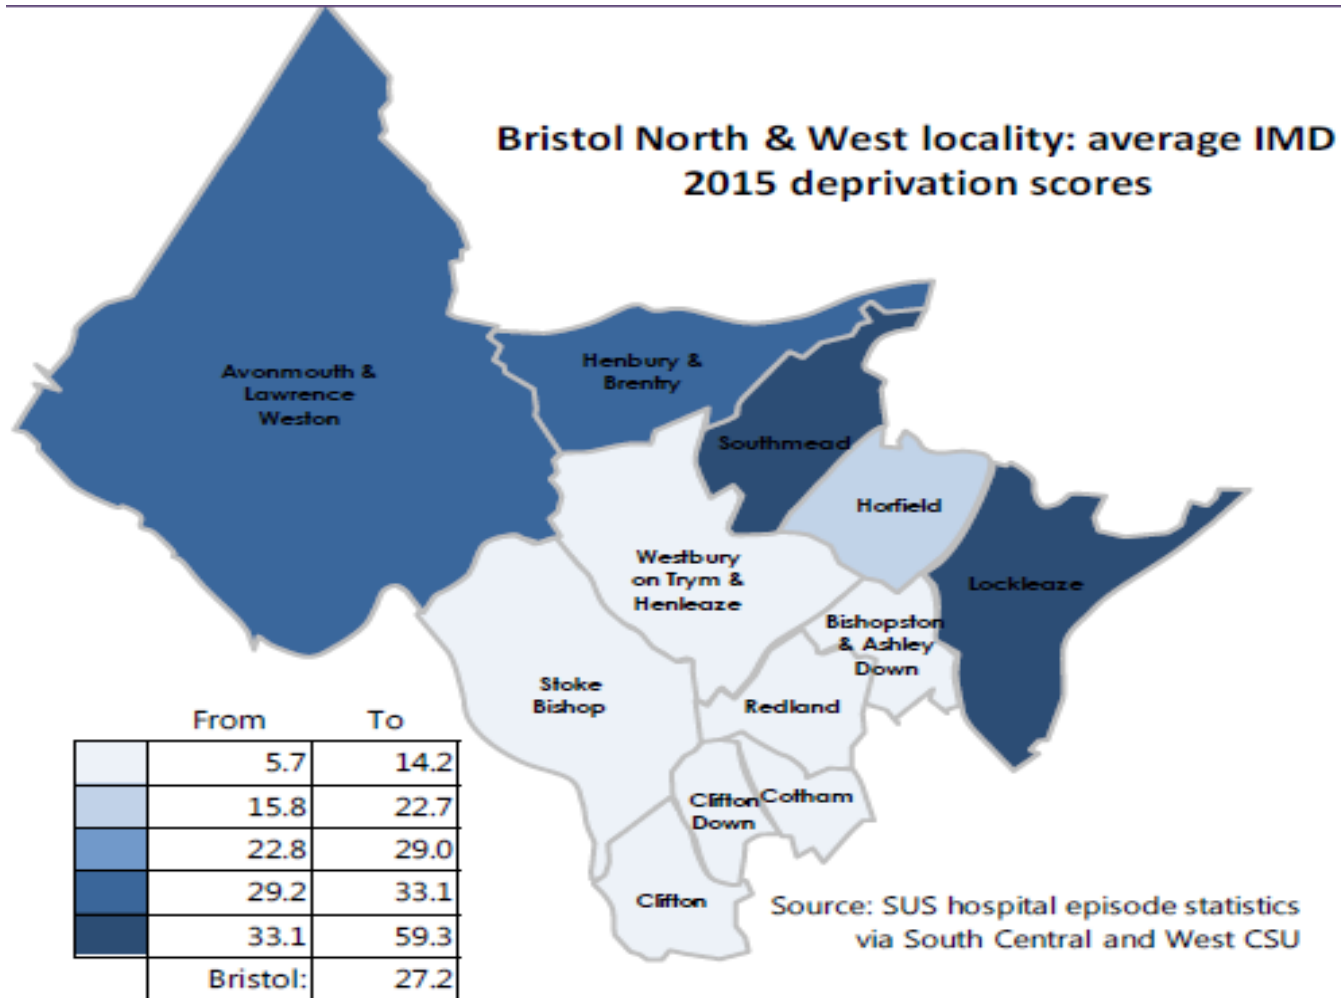 Bristol North & West locality: average IMD
2015 deprivation scores
Avonmouth &
Lawrence
Weston
Henbury &
Brentry
Southmead
Horfield
Lockleaze
Westbury
on Trym &
Henleaze
Bishopston
& Ashley
Down
Stoke
Bishop
Redland
Clifton
Down
Cotham
Clifton
From To
5.7 14.2
15.8 22.7
22.8 29.0
29.2 33.1
33.1 59.3
Bristol: 27.2
Source: SUS hospital episode statistics
via South Central and West CSU